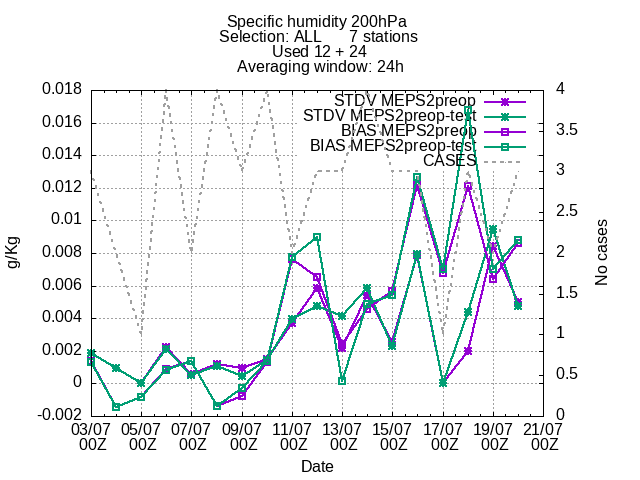 Specific humidity 200hPa
Selection: ALL 7 stations
Used 12 + 24
Averaging window: 24h
STDV MEPS2preop
STDV MEPS2preop-test
BIAS MEPS2preop
BIAS MEPS2preop-test
CASES
0.018
0.016
0.014
0.012
0.01
0.008
0.006
0.004
0.002
0
-0.002
g/Kg
4
3.5
3
2.5
2
1.5
1
0.5
0
No cases
03/07 11/07 13/07 15/07 17/07 19/07 21/07
05/07 07/07 09/07
00Z 00Z 00Z 00Z 00Z 00Z 00Z 00Z 00Z 00Z
Date